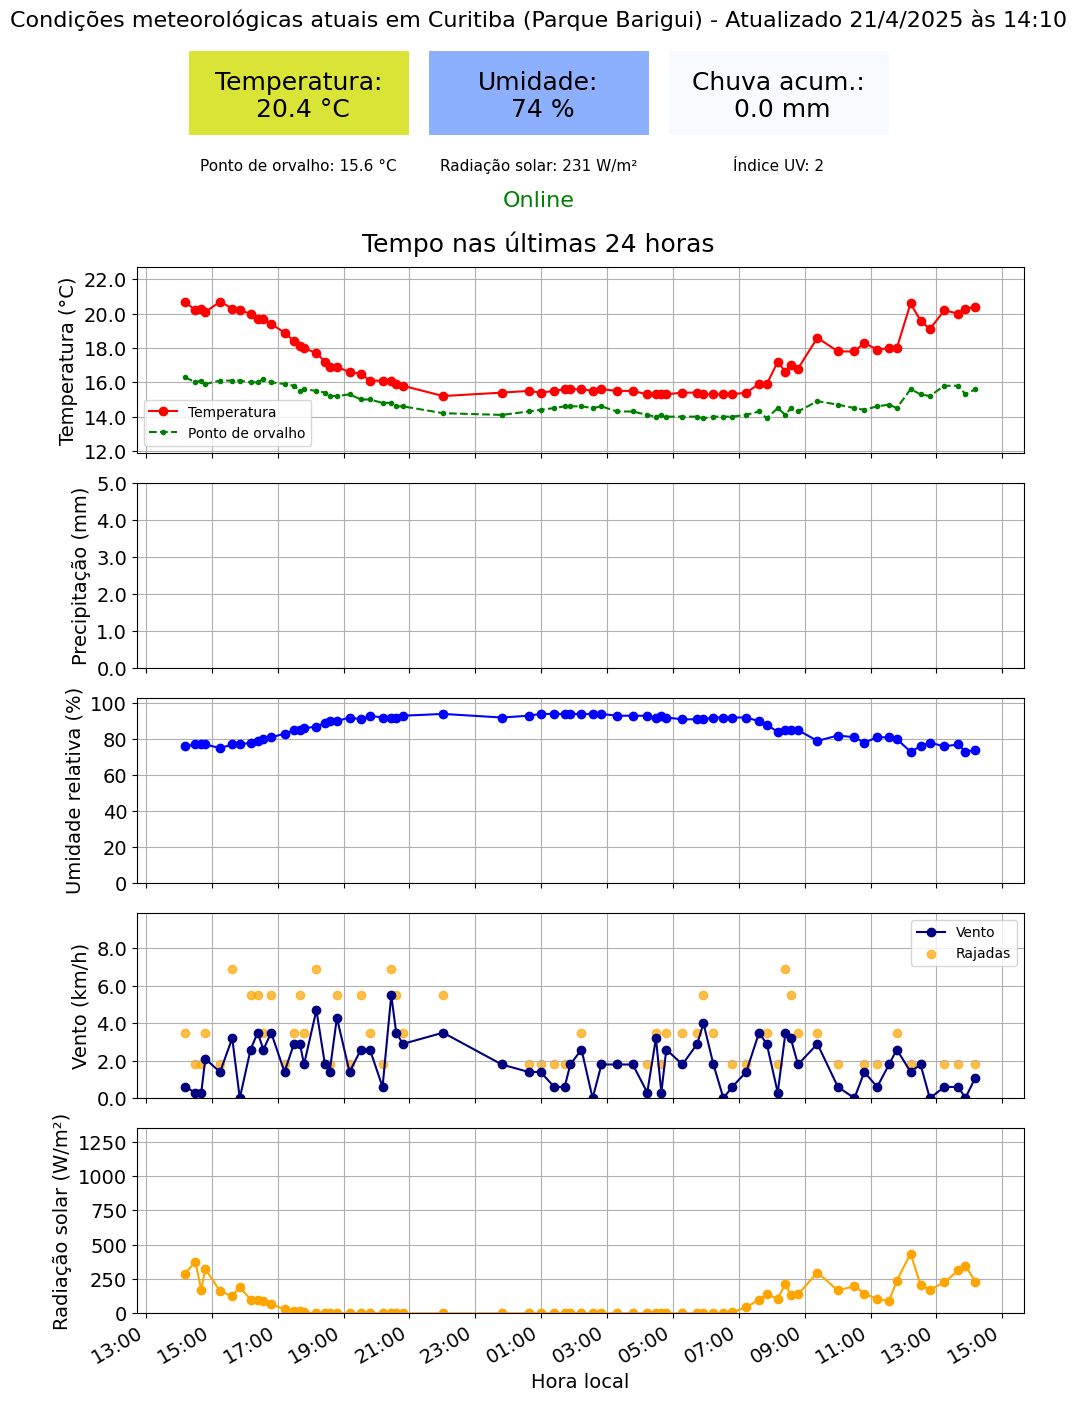 Condições meteorológicas atuais em Curitiba (Parque Barigui) - Atualizado 21/4/2025 às 14:10
Temperatura:
20.4 °C
Umidade:
74 %
Chuva acum.:
0.0 mm
Ponto de orvalho: 15.6 °C
Radiação solar: 231 W/m²
Índice UV: 2
Online
Tempo nas últimas 24 horas
Temperatura (°C)
22.0
20.0
18.0
16.0
14.0
12.0
Temperatura
Ponto de orvalho
Precipitação (mm)
5.0
4.0
3.0
2.0
1.0
0.0
Umidade relativa (%)
100
80
60
40
20
0
Vento (km/h)
8.0
6.0
4.0
2.0
0.0
Vento
Rajadas
Radiação solar (W/m²)
1250
1000
750
500
250
0
13:00
15:00
17:00
19:00
21:00
23:00
01:00
03:00
05:00
07:00
09:00
11:00
13:00
15:00
Hora local